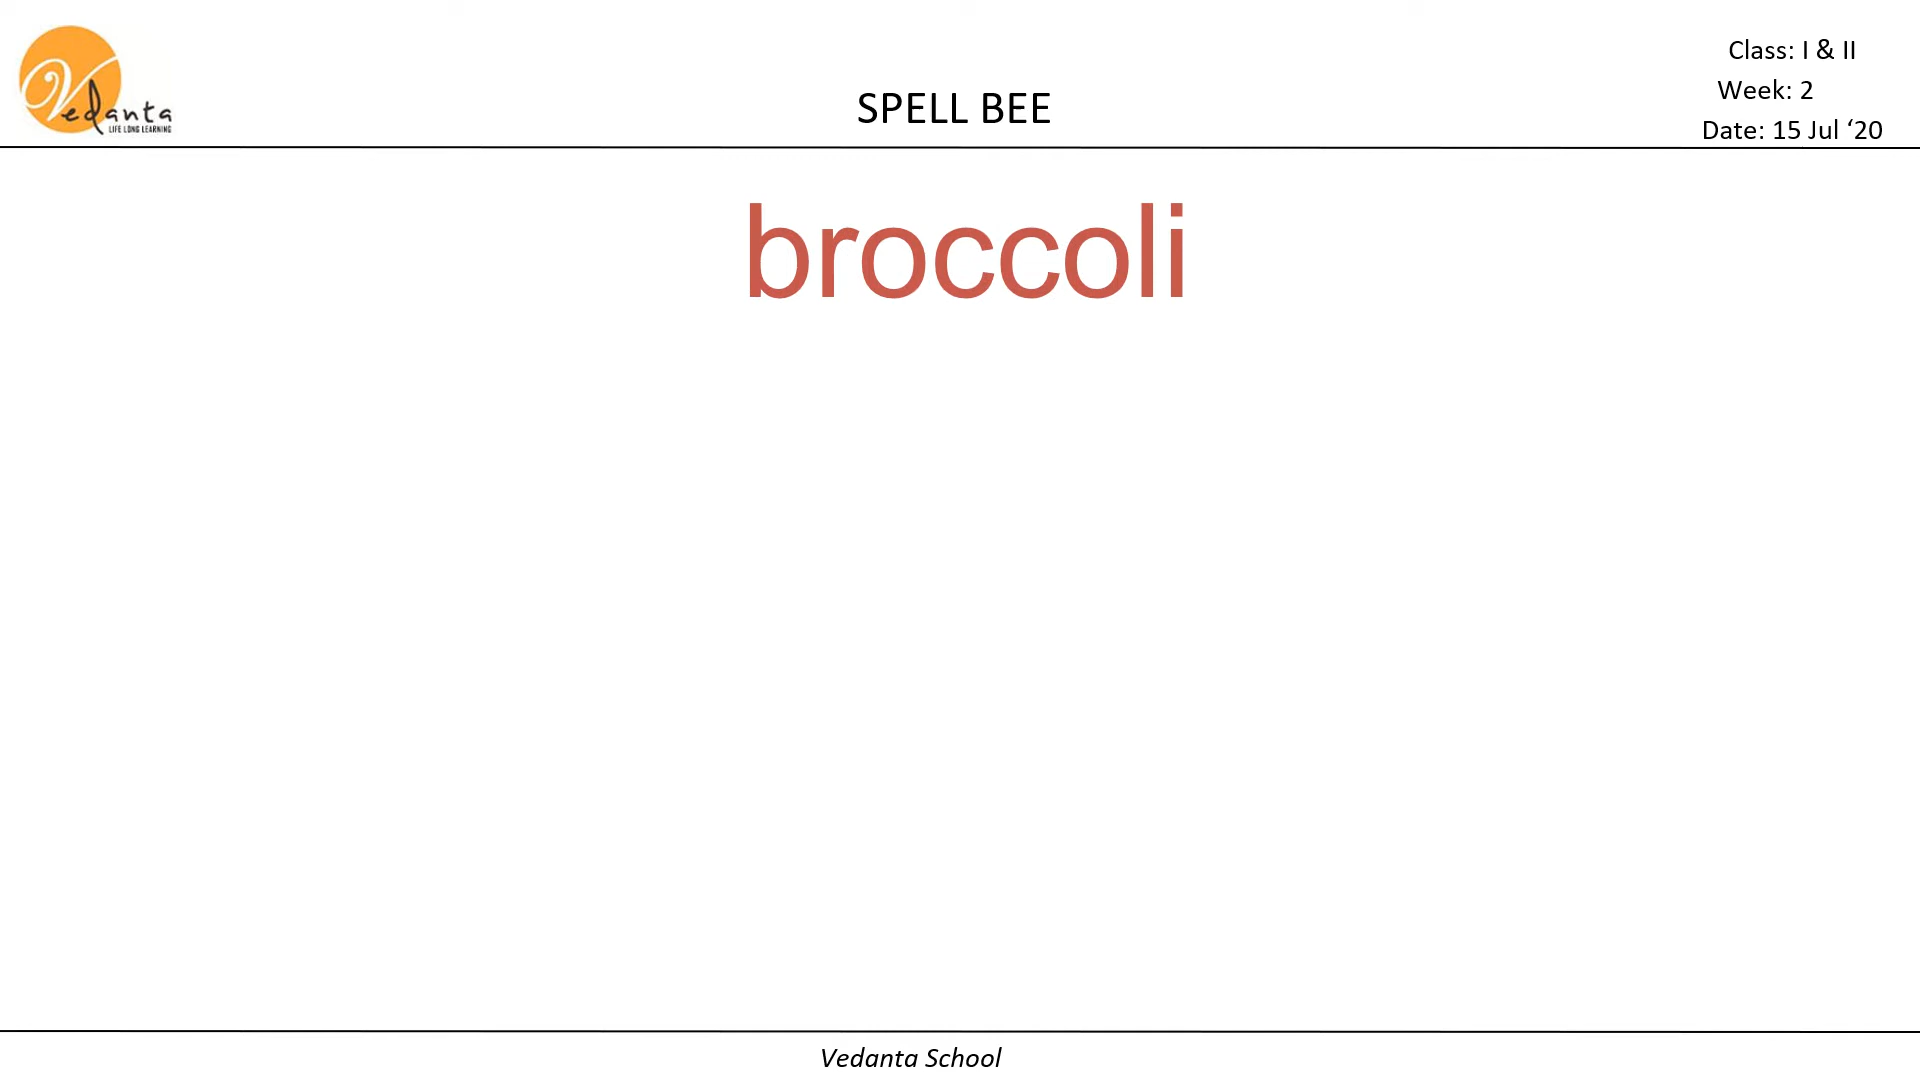 Vedanta
LIFE LONG LEARNING
SPELL BEE
Class: I & II
Week: 2
Date: 15 Jul ‘20
broccoli
Vedanta School